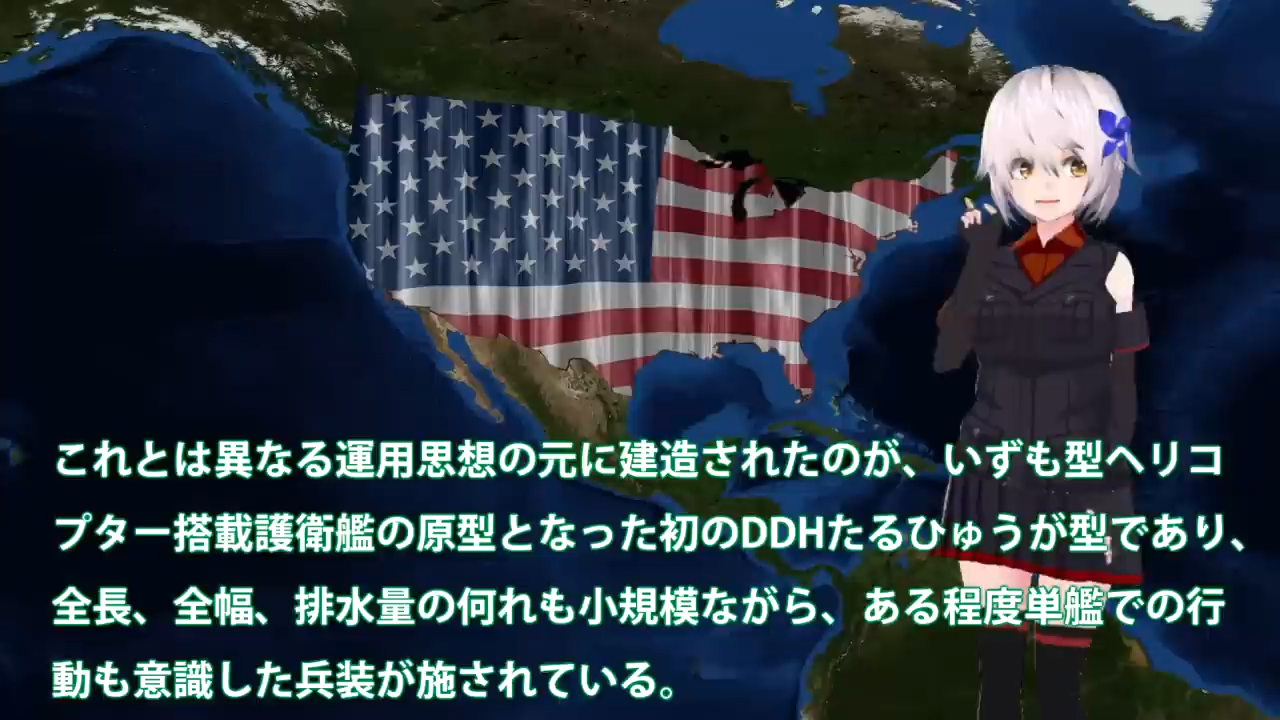 これとは異なる運用思想の元に建造されたのが、いずも型ヘリコ
プター搭載護衛艦の原型となった初のDDHたるひゅうが型であり、
全長、全幅、排水量の何れも小規模ながら、ある程度単艦での行
動も意識した兵装が施されている。